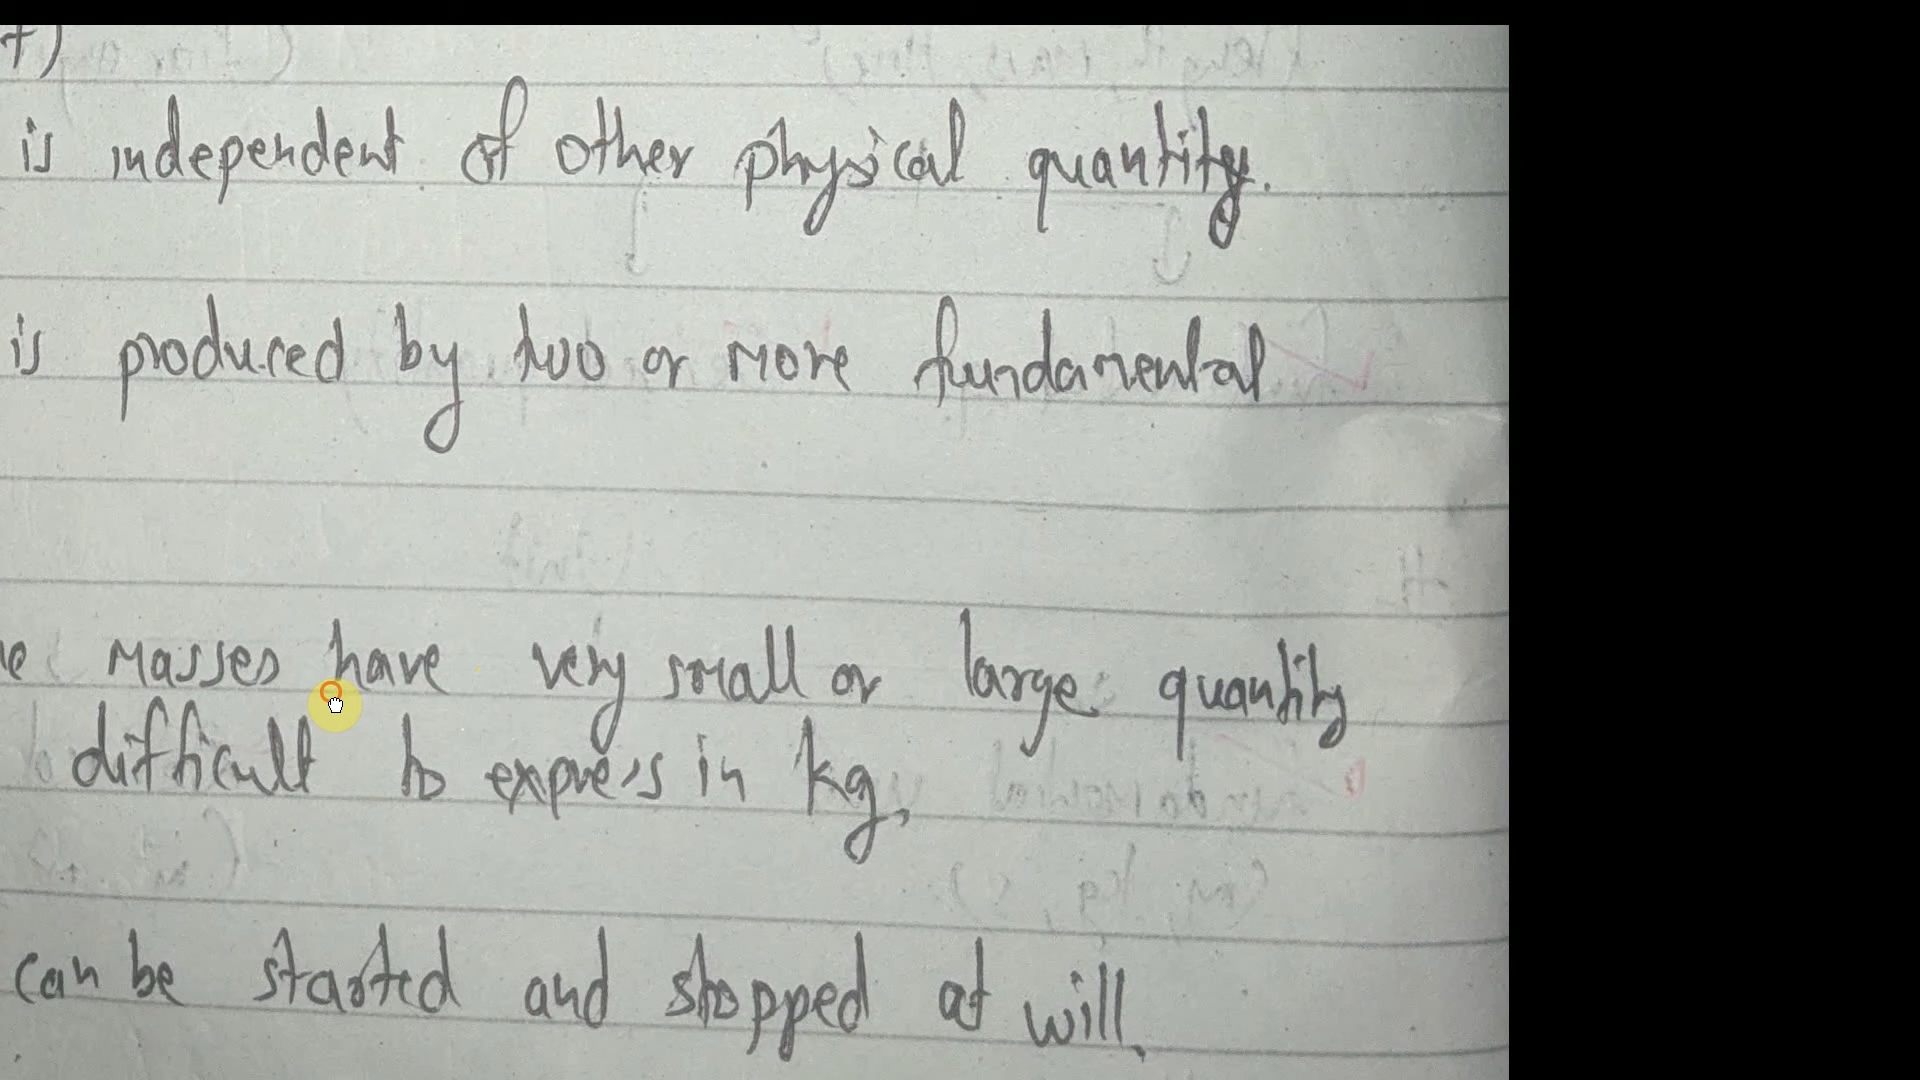 t)
is independent of other physical quantity.
is produced by two or more fundamental
masses have very small or large quantity
difficult to express in kg.
can be started and stopped at will.